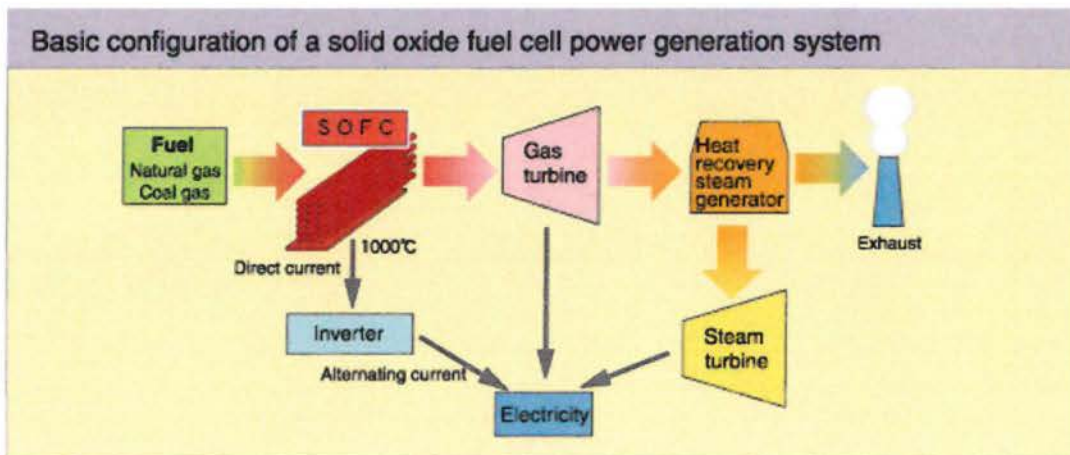 Basic configuration of a solid oxide fuel cell power generation system
Fuel
Natural gas
Coal gas
S O F C
Gas
turbine
Heat
recovery
steam
generator
Exhaust
1000℃
Direct current
Inverter
Steam
turbine
Alternating current
Electricity